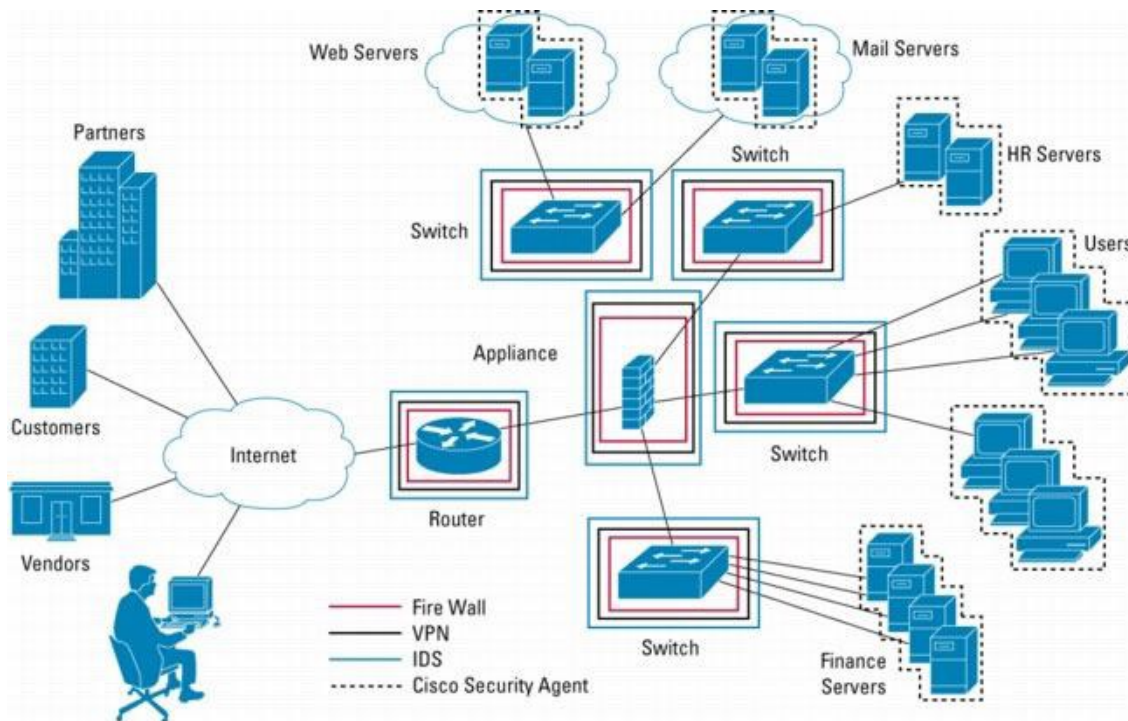 Web Servers
Mail Servers
Partners
Switch
HR Servers
Switch
Users
Appliance
Customers
Internet
Switch
Router
Vendors
Fire Wall
VPN
IDS
Cisco Security Agent
Switch
Finance
Servers